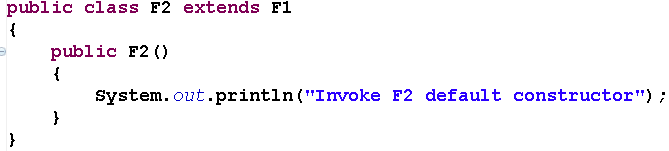 public class F2 extends F1
{
    public F2()
    {
        System.out.println("Invoke F2 default constructor");
    }
}